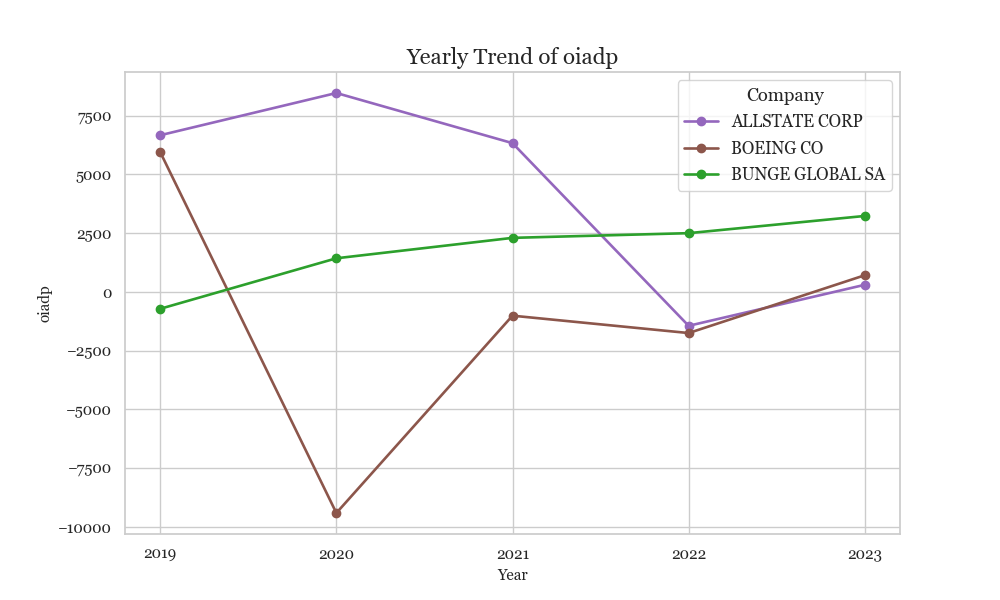 Yearly Trend of oiadp
Company
ALLSTATE CORP
BOEING CO
BUNGE GLOBAL SA
7500
5000
2500
0
−2500
−5000
−7500
−10000
oiadp
2019 2020 2021 2022 2023
Year